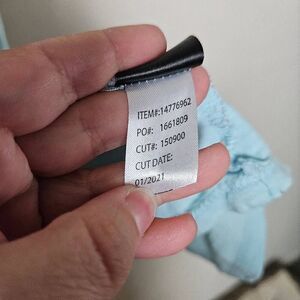 ITEM#:14776962
PO#: 1661809
CUT#: 150900
CUT DATE:
01/2021